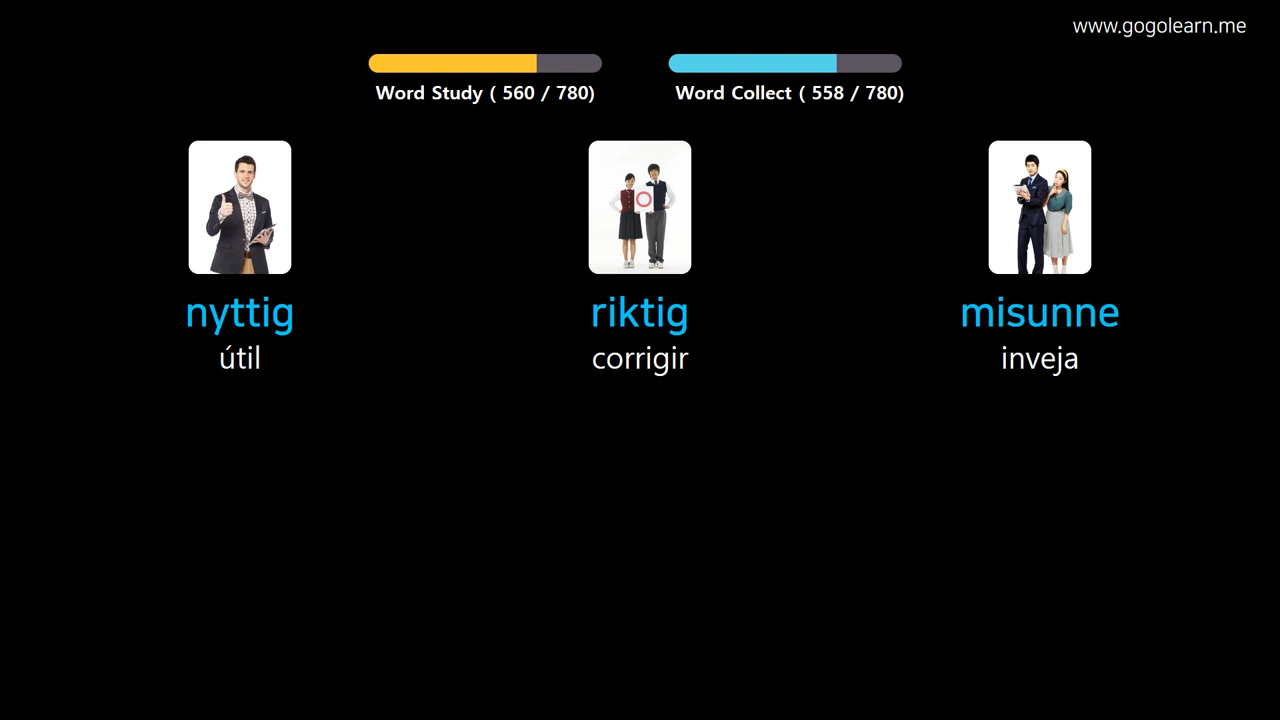 www.gogolearn.me
Word Study ( 560 / 780)
Word Collect ( 558 / 780)
nyttig
riktig
misunne
útil
corrigir
inveja